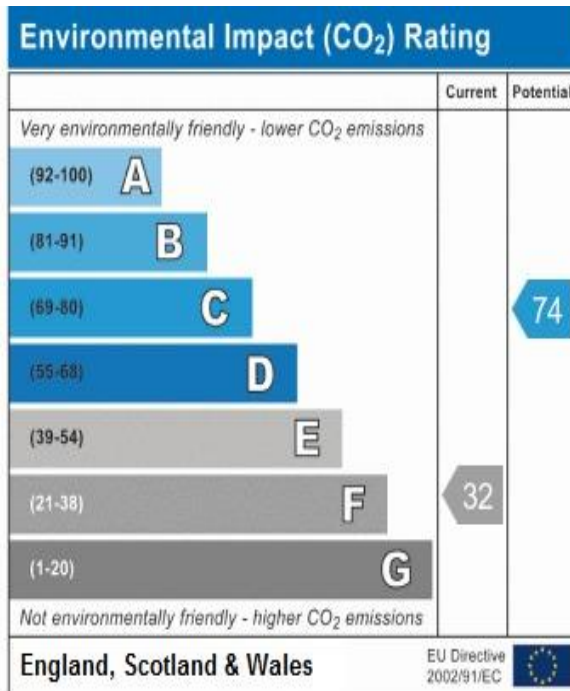 Environmental Impact (CO₂) Rating
Current Potential
Very environmentally friendly - lower CO₂ emissions
(92-100) A
(81-91) B
(69-80) C 74
(55-68) D
(39-54) E
(21-38) F 32
(1-20) G
Not environmentally friendly - higher CO₂ emissions
England, Scotland & Wales
EU Directive
2002/91/EC